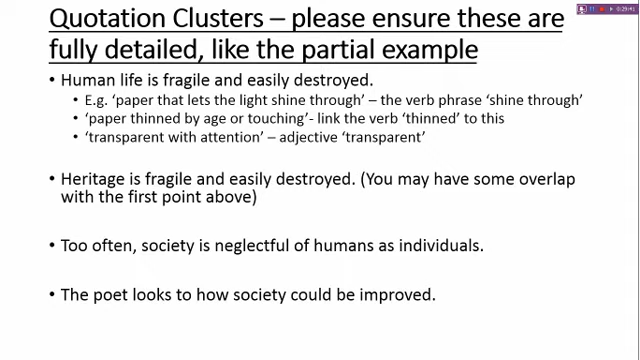 Quotation Clusters – please ensure these are
fully detailed, like the partial example
• Human life is fragile and easily destroyed.
• E.g. ‘paper that lets the light shine through’ – the verb phrase ‘shine through’
• ‘paper thinned by age or touching’- link the verb ‘thinned’ to this
• ‘transparent with attention’ – adjective ‘transparent’
• Heritage is fragile and easily destroyed. (You may have some overlap
with the first point above)
• Too often, society is neglectful of humans as individuals.
• The poet looks to how society could be improved.